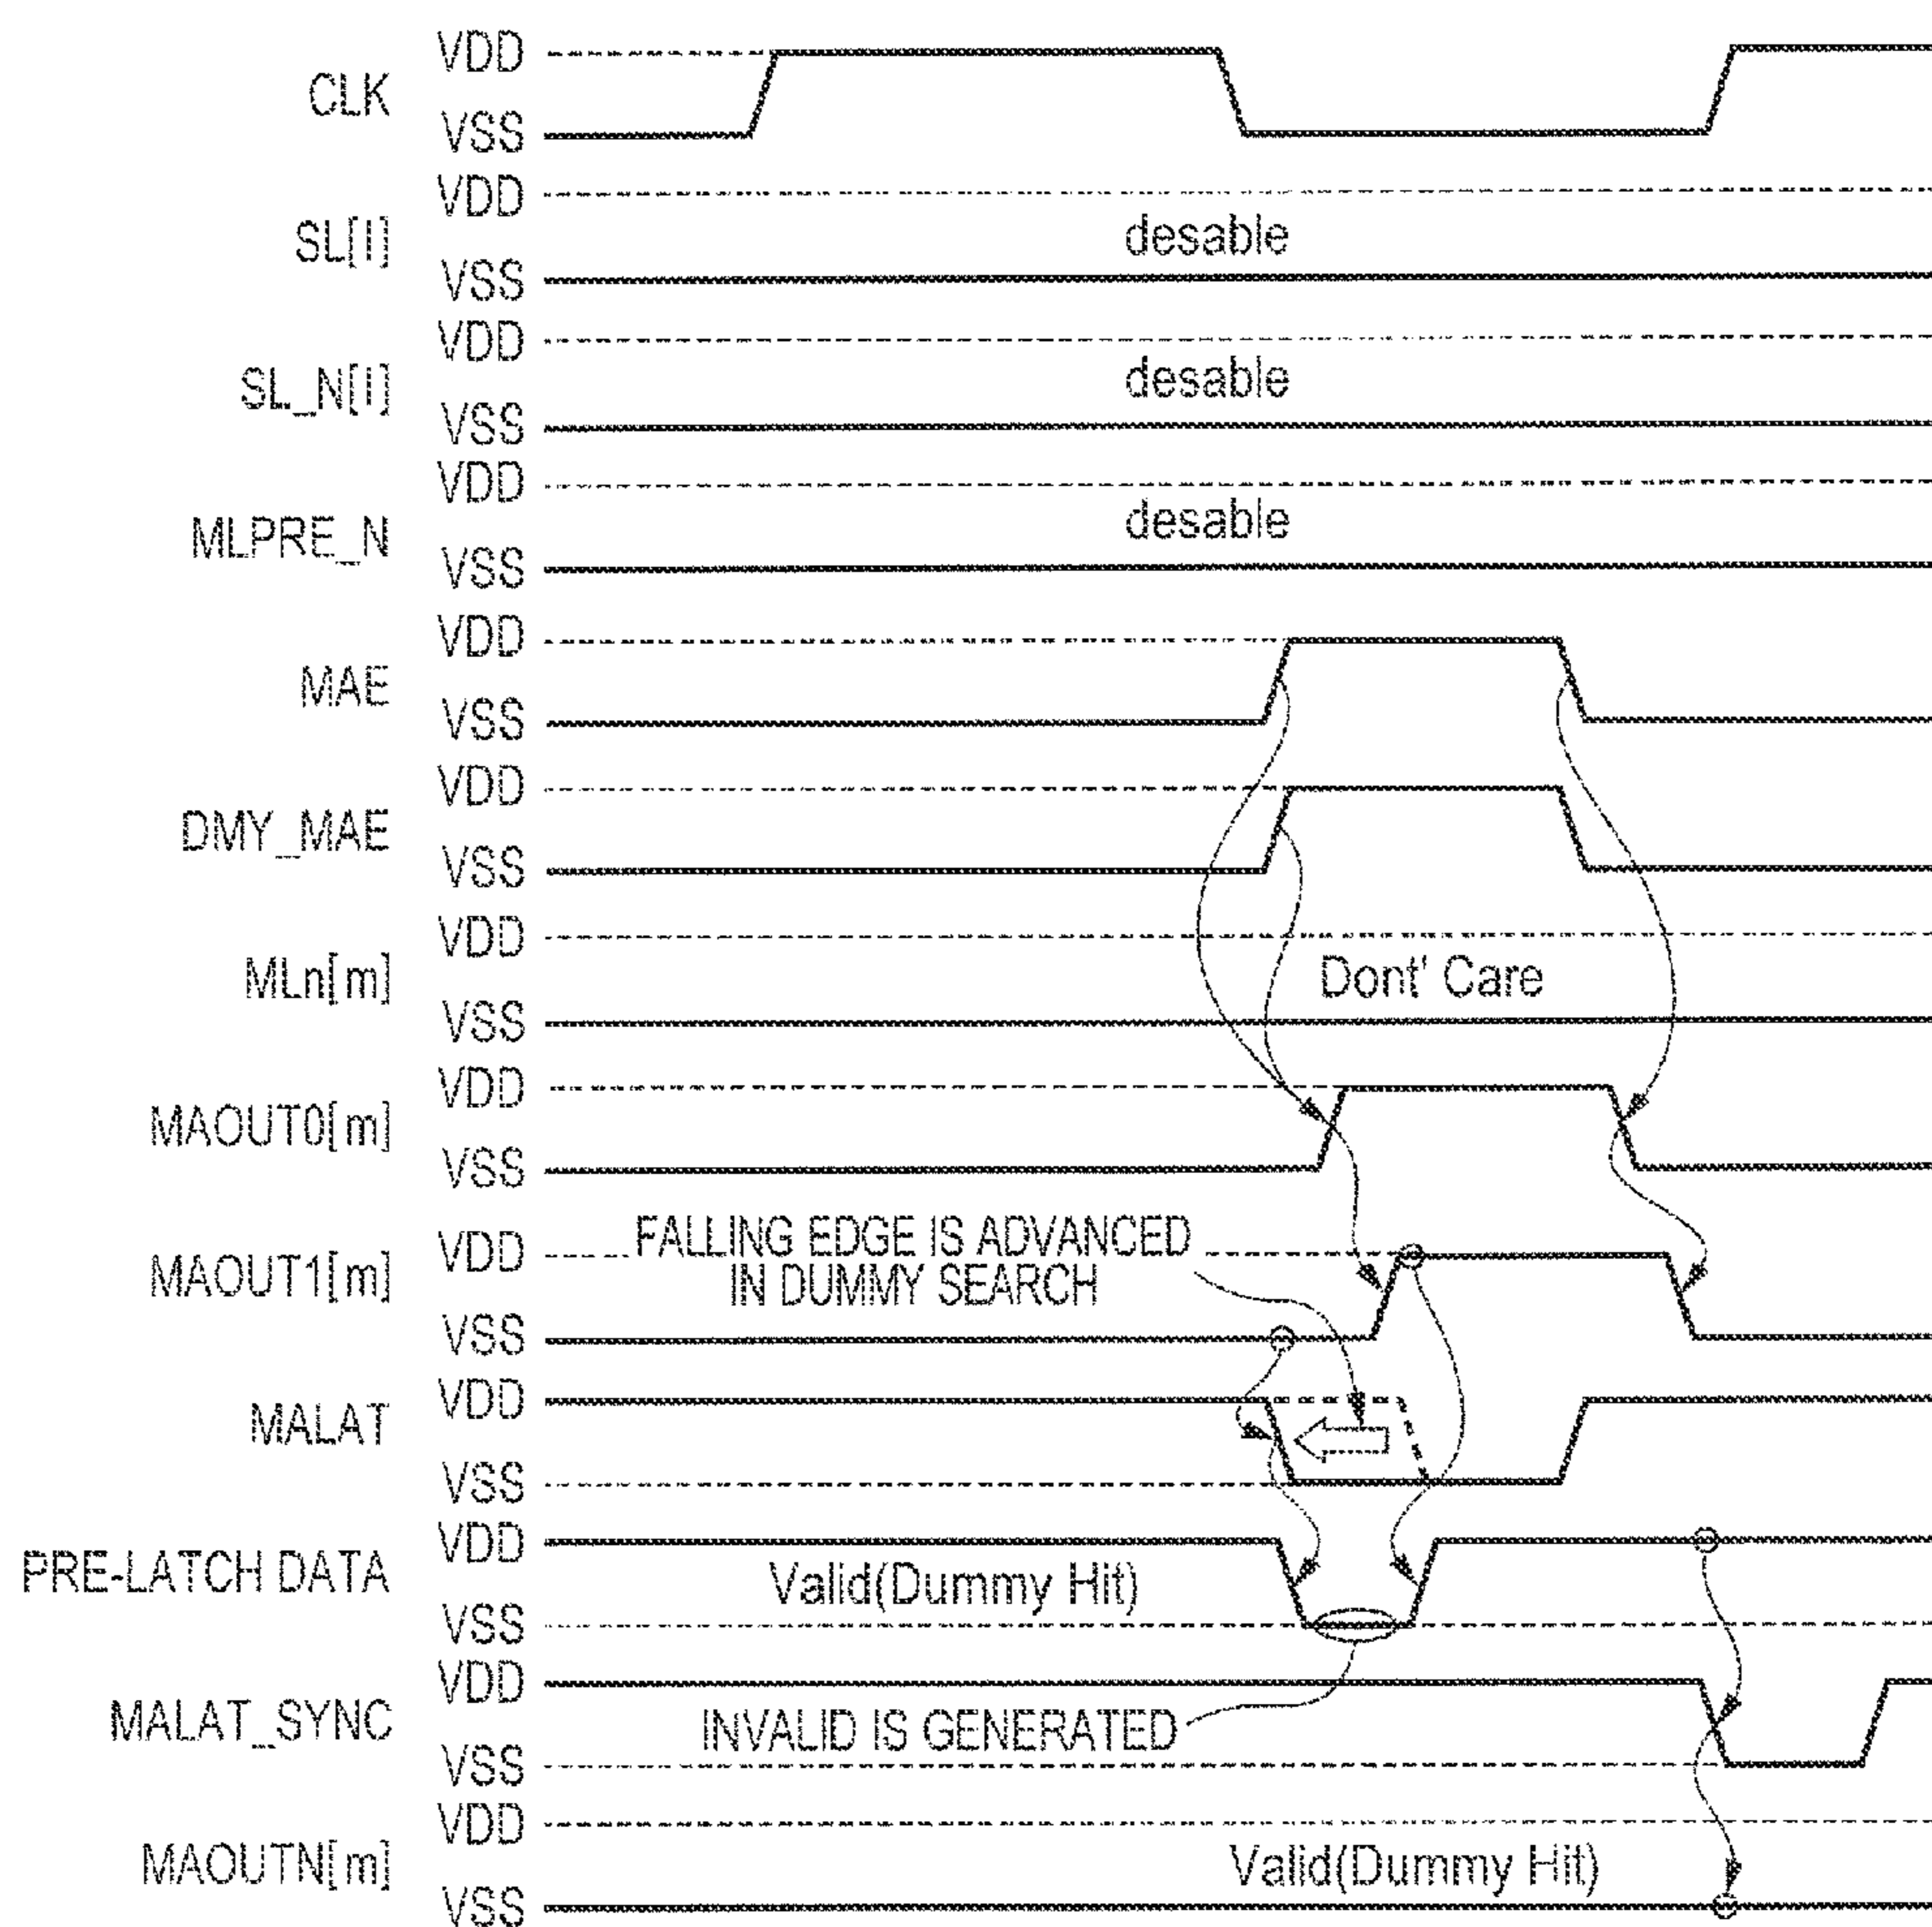 CLK VDD
VSS
SL[I] VDD
desable
VSS
SL_N[I] VDD
desable
VSS
MLPRE_N VDD
desable
VSS
MAE VDD
VSS
DMY_MAE VDD
VSS
MLn[m] VDD
Dont' Care
VSS
MAOUT0[m] VDD
VSS
MAOUT1[m] VDD
FALLING EDGE IS ADVANCED
IN DUMMY SEARCH
VSS
MALAT VDD
VSS
PRE-LATCH DATA VDD
Valid(Dummy Hit)
VSS
MALAT_SYNC VDD
INVALID IS GENERATED
VSS
MAOUTN[m] VDD
Valid(Dummy Hit)
VSS